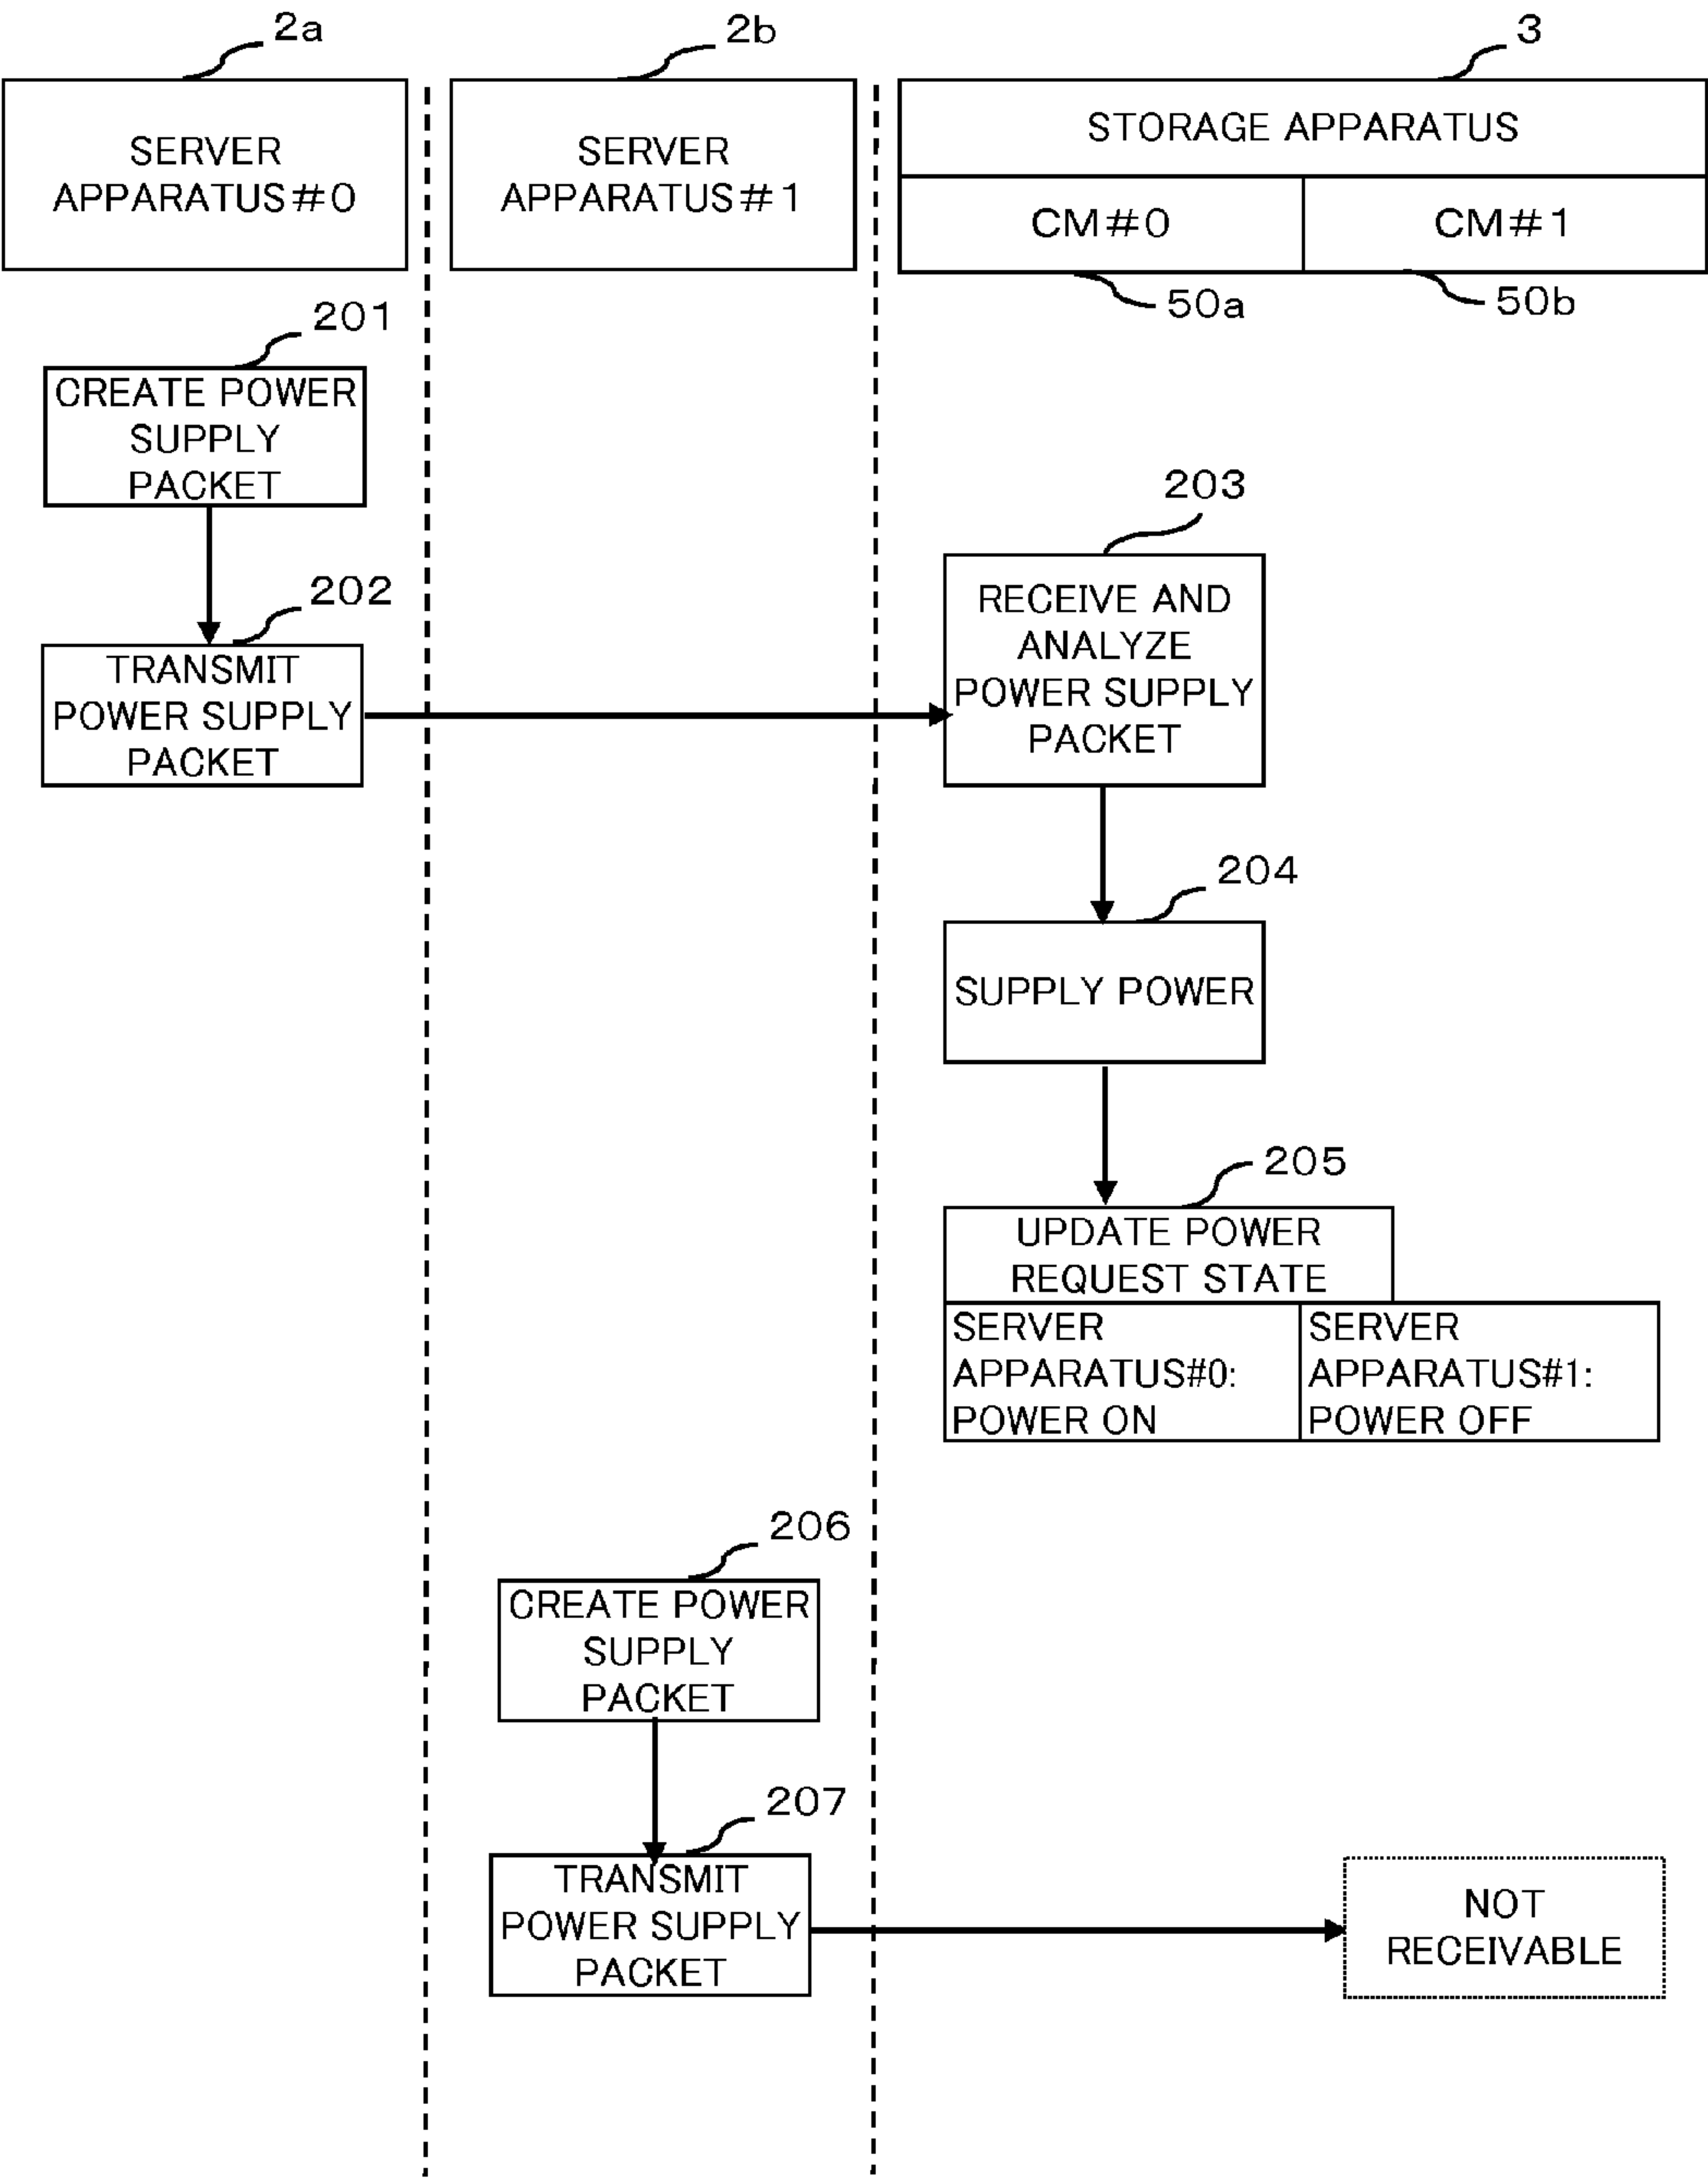 2a
2b
3
SERVER
APPARATUS#0
SERVER
APPARATUS#1
STORAGE APPARATUS
CM#0
CM#1
50a
50b
201
CREATE POWER
SUPPLY
PACKET
202
TRANSMIT
POWER SUPPLY
PACKET
203
RECEIVE AND
ANALYZE
POWER SUPPLY
PACKET
204
SUPPLY POWER
205
UPDATE POWER
REQUEST STATE
SERVER
APPARATUS#0:
POWER ON
SERVER
APPARATUS#1:
POWER OFF
206
CREATE POWER
SUPPLY
PACKET
207
TRANSMIT
POWER SUPPLY
PACKET
NOT
RECEIVABLE